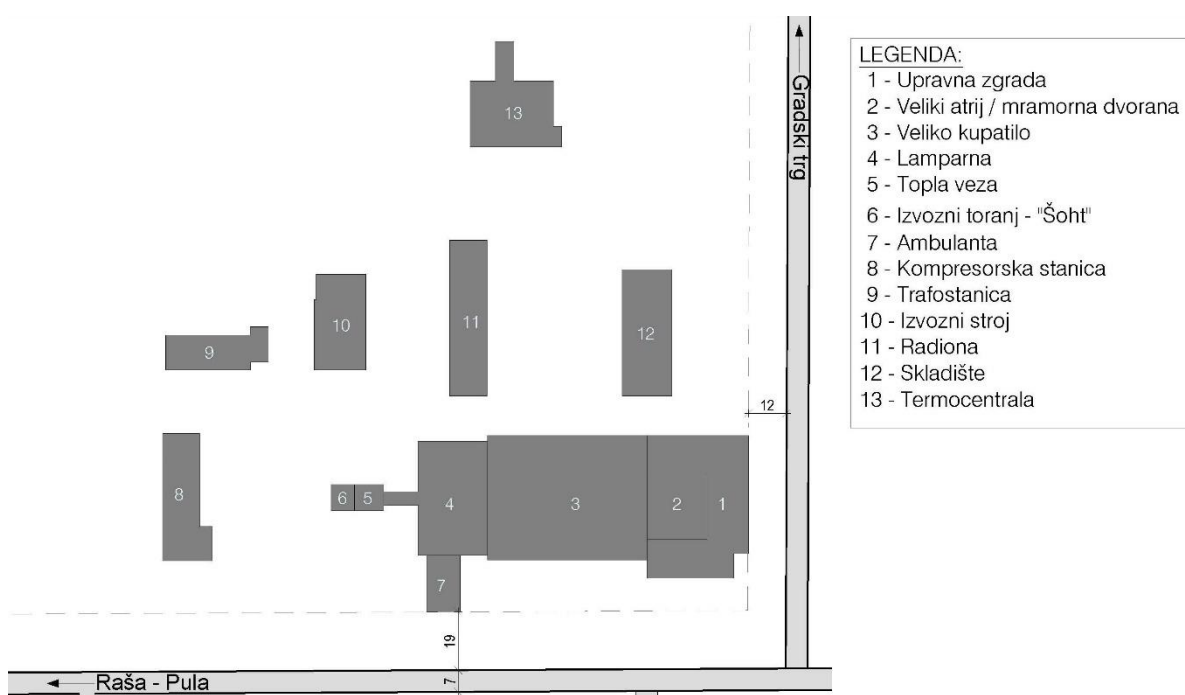 Gradski trg
13
10
11
12
9
12
8
6
5
4
3
2
1
7
19
7
Raša - Pula
LEGENDA:
1 - Upravna zgrada
2 - Veliki atrij / mramorna dvorana
3 - Veliko kupatilo
4 - Lamparna
5 - Topla veza
6 - Izvozni toranj - "Šoht"
7 - Ambulanta
8 - Kompresorska stanica
9 - Trafostanica
10 - Izvozni stroj
11 - Radiona
12 - Skladište
13 - Termocentrala